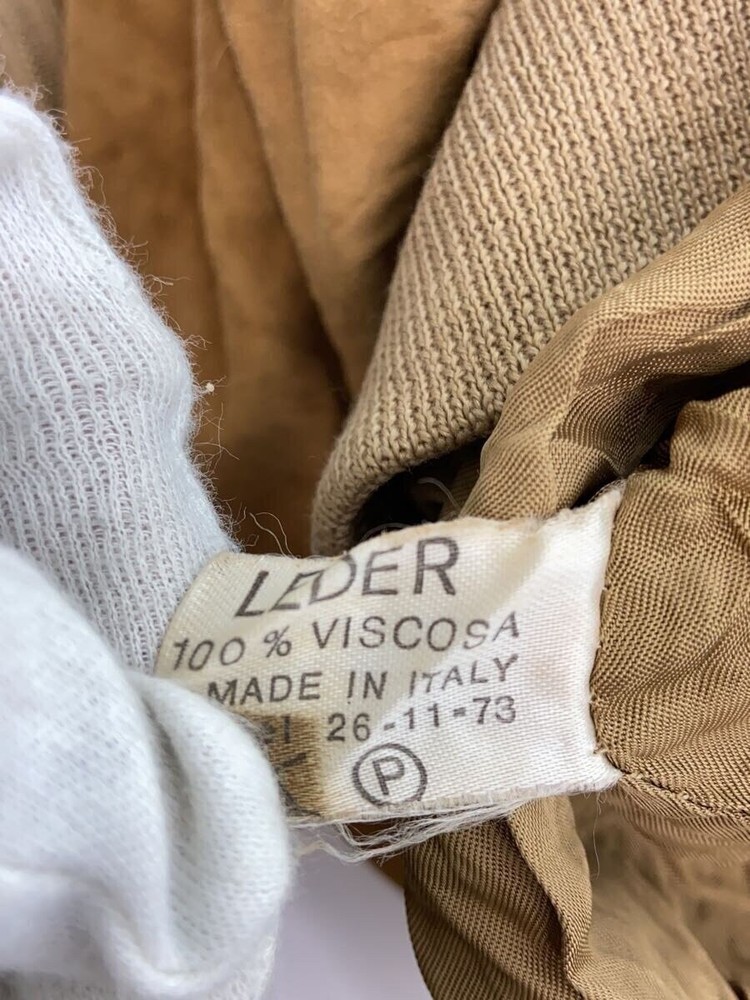 LEDER
100 % VISCOSA
MADE IN ITALY
26-11-73
P